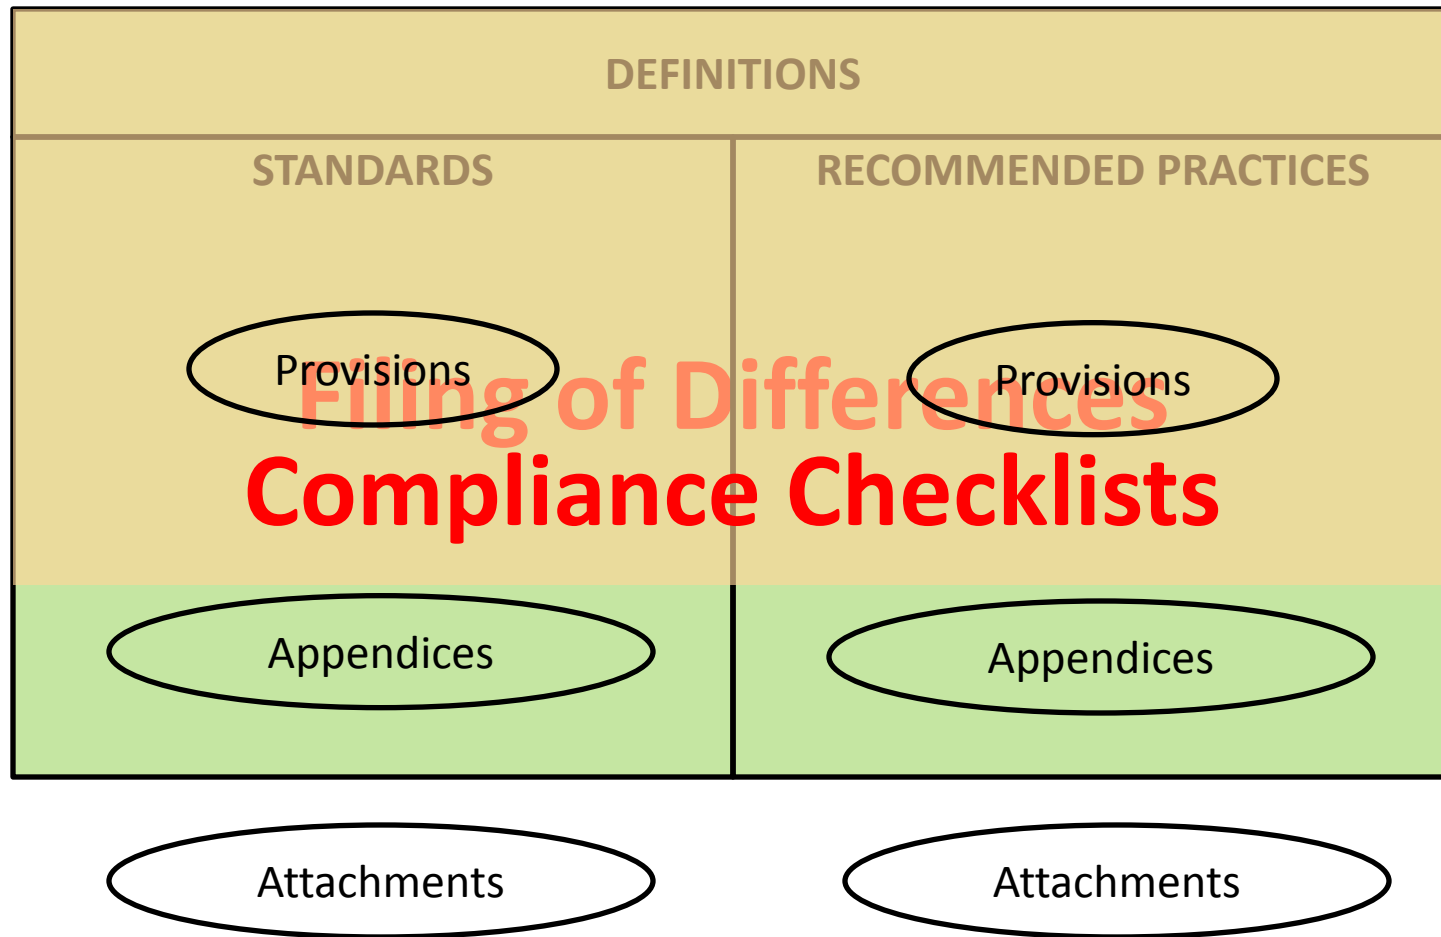 DEFINITIONS
STANDARDS
RECOMMENDED PRACTICES
Provisions
Provisions
Filing of Differences
Compliance Checklists
Appendices
Appendices
Attachments
Attachments